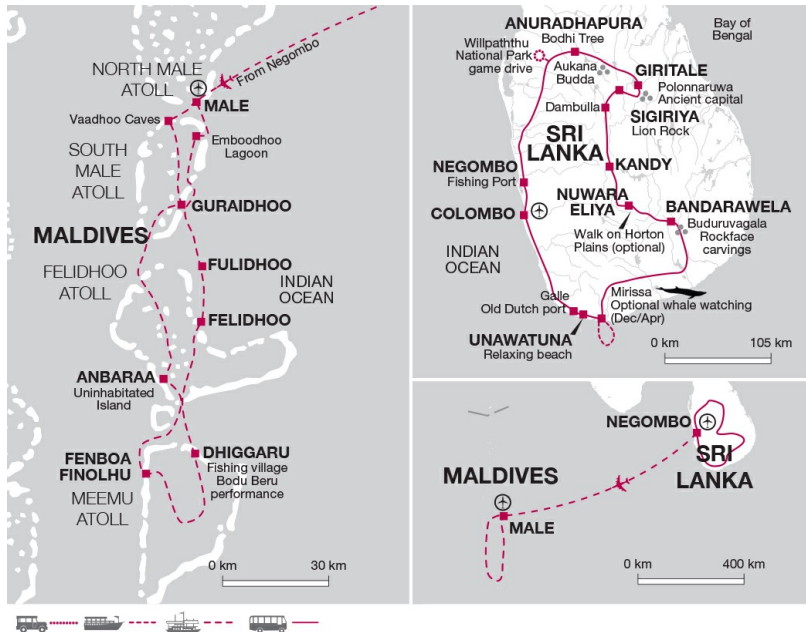 NORTH MALE
ATOLL
From Negombo
MALE
Vaadhoo Caves
Emboodhoo
Lagoon
SOUTH
MALE
ATOLL
GURAIDHOO
MALDIVES
FELIDHOO
ATOLL
FULIDHOO
INDIAN
OCEAN
FELIDHOO
ANBARAA
Uninhabitated
Island
FENBOA
FINOLHU
DHIGGARU
Fishing village
Bodu Beru
performance
MEEMU
ATOLL
0 km
30 km
ANURADHAPURA
Bodhi Tree
Bay of
Bengal
Willpaththu
National Park
game drive
Aukana
Budda
GIRITALE
Polonnaruwa
Ancient capital
Dambulla
SIGIRIYA
Lion Rock
SRI
LANKA
KANDY
NEGOMBO
Fishing Port
NUWARA
ELIYA
BANDARAWELA
COLOMBO
Buduruvagala
Rockface
carvings
Walk on Horton
Plains (optional)
INDIAN
OCEAN
Galle
Old Dutch port
Mirissa
Optional whale watching
(Dec/Apr)
UNAWATUNA
Relaxing beach
0 km
105 km
NEGOMBO
SRI
LANKA
MALDIVES
MALE
0 km
400 km